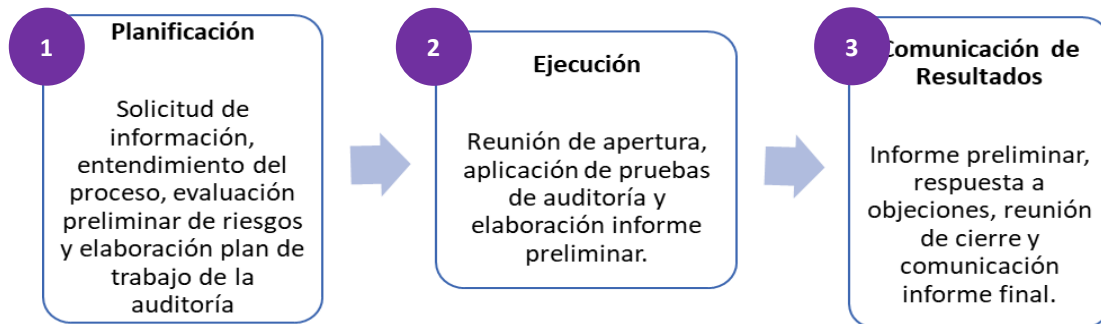 1
Planificación
Solicitud de
información,
entendimiento del
proceso, evaluación
preliminar de riesgos
y elaboración plan de
trabajo de la
auditoría
2
Ejecución
Reunión de apertura,
aplicación de pruebas
de auditoría y
elaboración informe
preliminar.
3
Comunicación de
Resultados
Informe preliminar,
respuesta a
objeciones, reunión
de cierre y
comunicación
informe final.